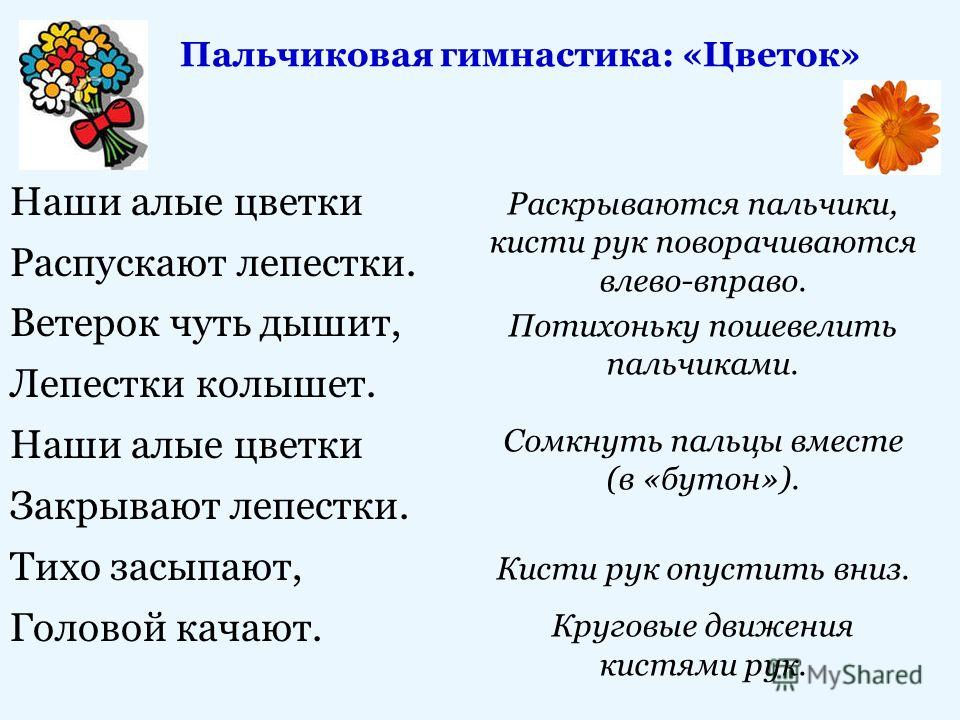 Пальчиковая гимнастика: «Цветок»
Наши алые цветки
Распускают лепестки.
Ветерок чуть дышит,
Лепестки колышет.
Наши алые цветки
Закрывают лепестки.
Тихо засыпают,
Головой качают.
Раскрываются пальчики,
кисти рук поворачиваются
влево-вправо.
Потихоньку пошевелить
пальчиками.
Сомкнуть пальцы вместе
(в «бутон»).
Кисти рук опустить вниз.
Круговые движения
кистями рук.
MyShared